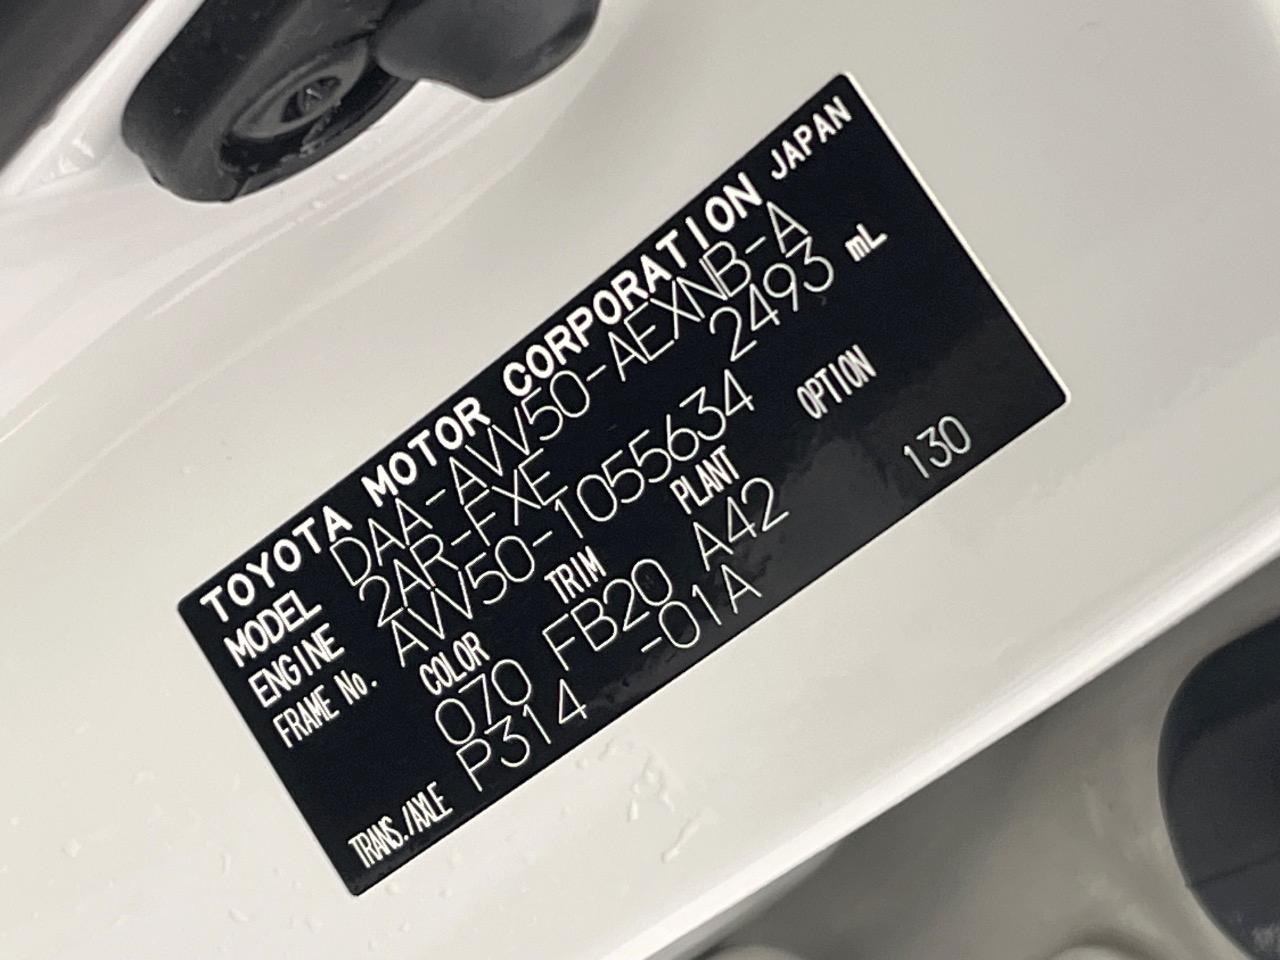 TOYOTA MOTOR CORPORATION JAPAN
MODEL DAA-AVV50-AEXNB-A
ENGINE 2AR-FXE 2493 mL
FRAME No. AVV50-1055634
COLOR TRIM PLANT OPTION
070 FB20 A42 130
TRANS./AXLE P314 -01A